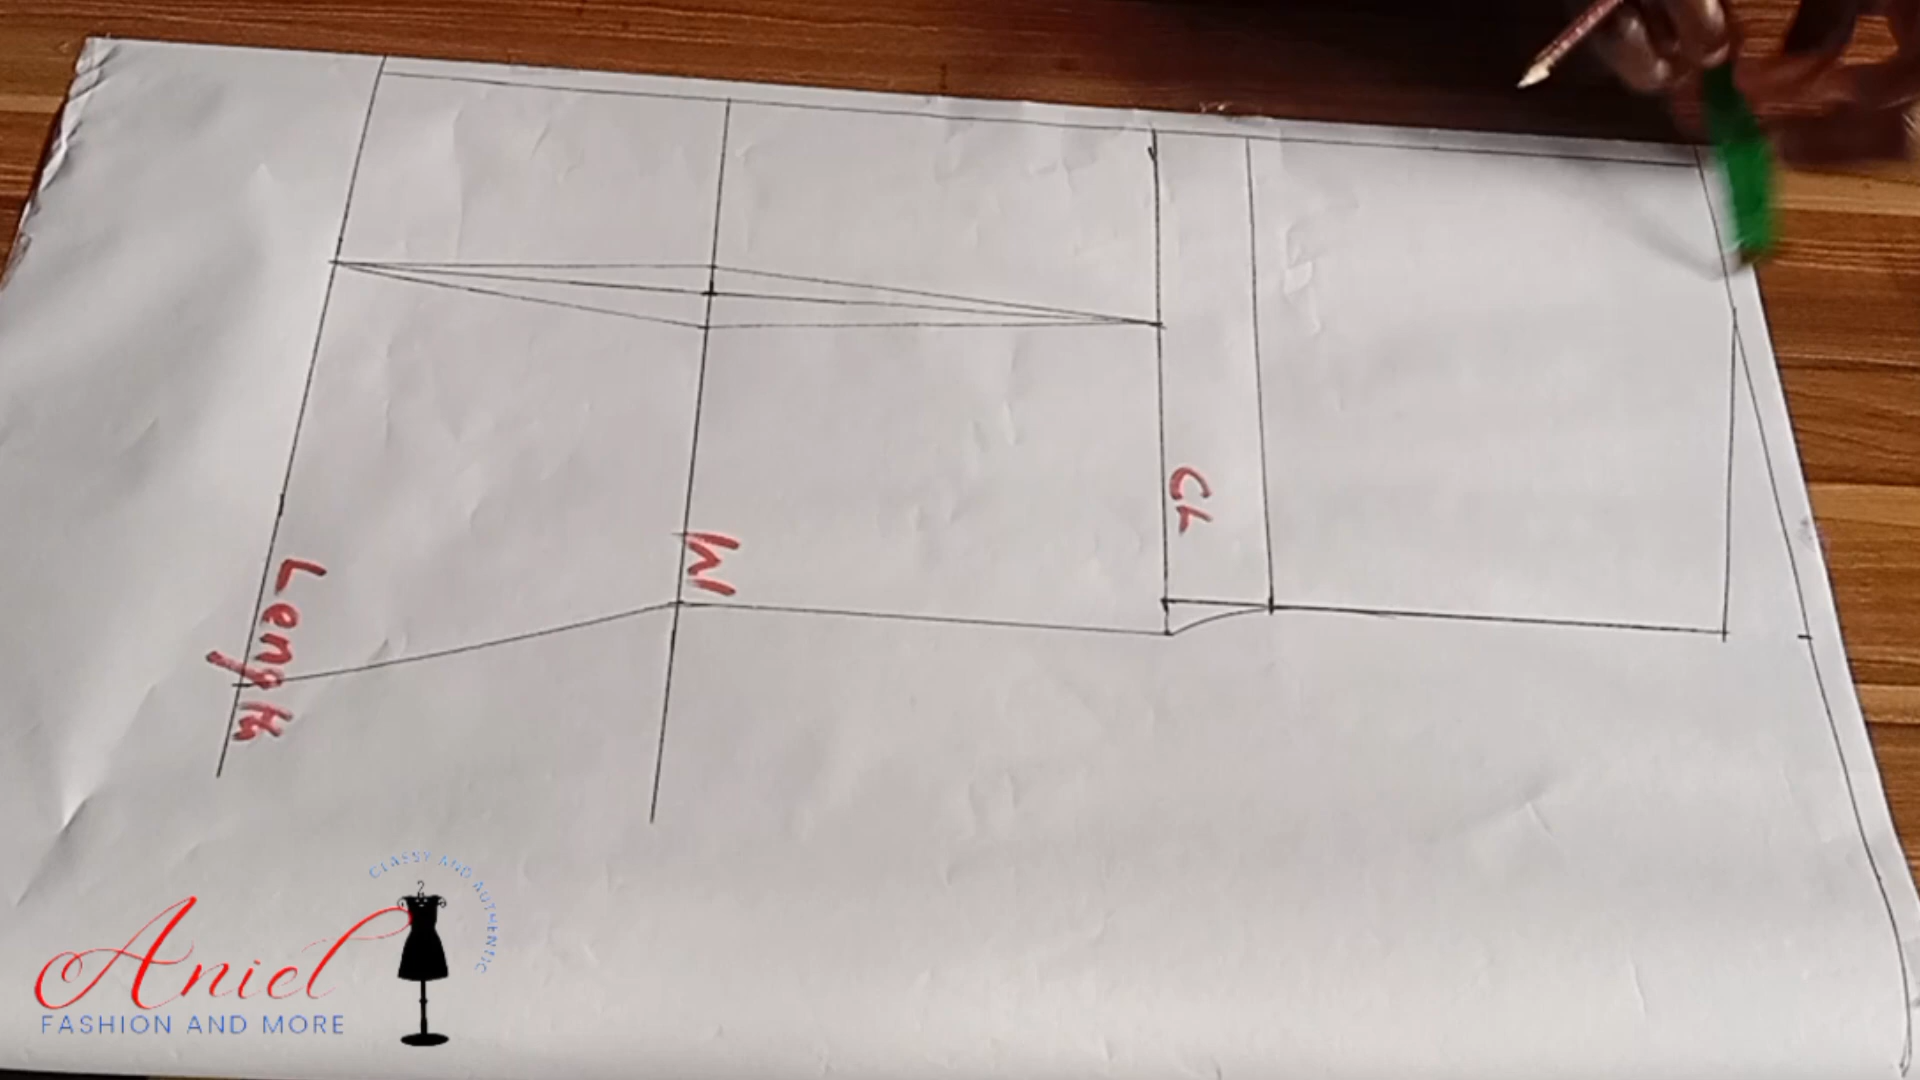 Length
W
CL
CLASSY AND AUTHENTIC
Aniel
FASHION AND MORE